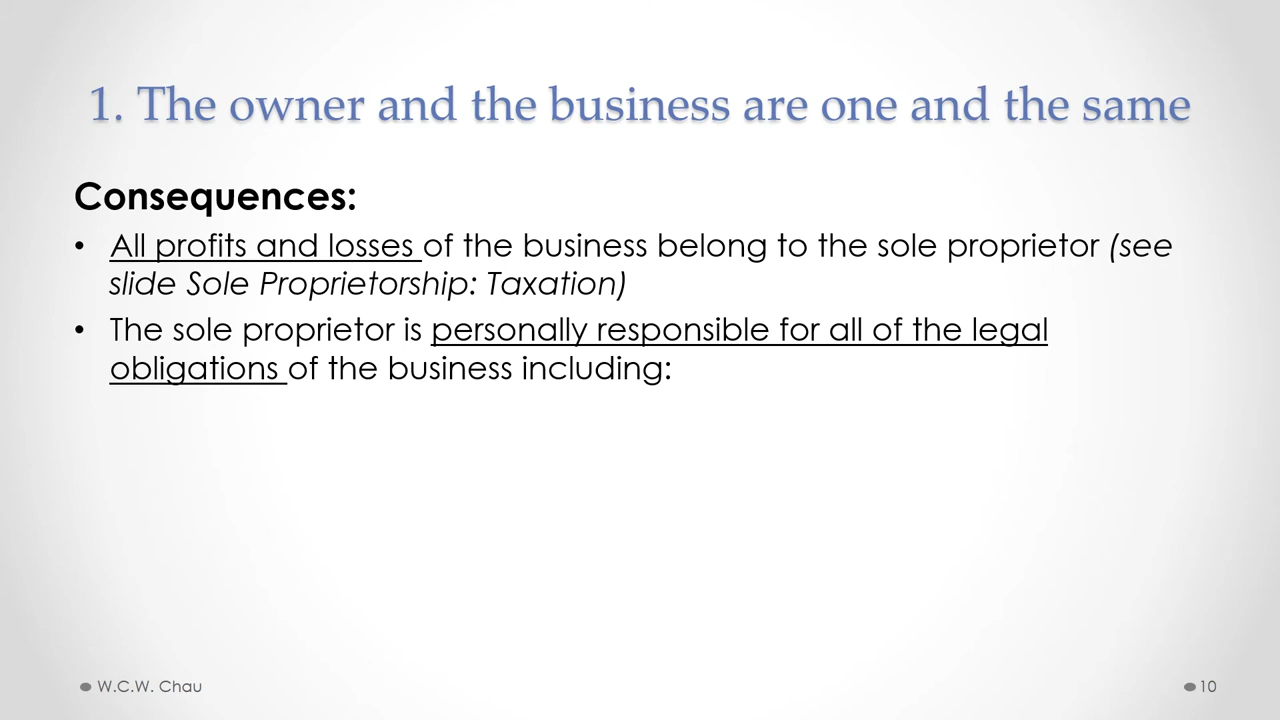 1. The owner and the business are one and the same
Consequences:
• All profits and losses of the business belong to the sole proprietor (see
slide Sole Proprietorship: Taxation)
• The sole proprietor is personally responsible for all of the legal
obligations of the business including:
W.C.W. Chau
10